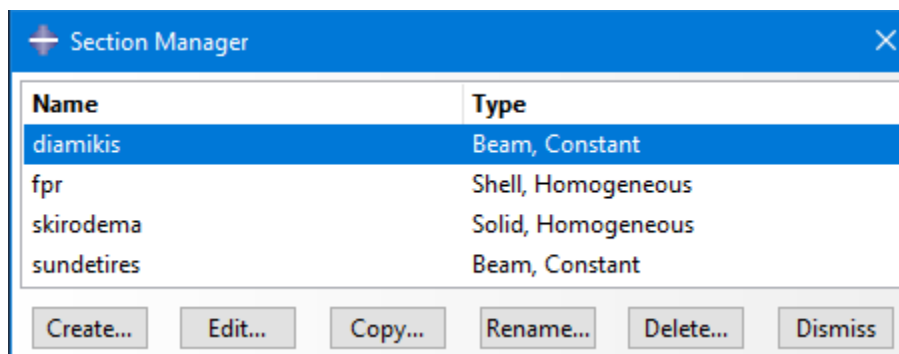 Section Manager
Name Type
diamikis Beam, Constant
fpr Shell, Homogeneous
skirodema Solid, Homogeneous
sundetires Beam, Constant
Create... Edit... Copy... Rename... Delete... Dismiss